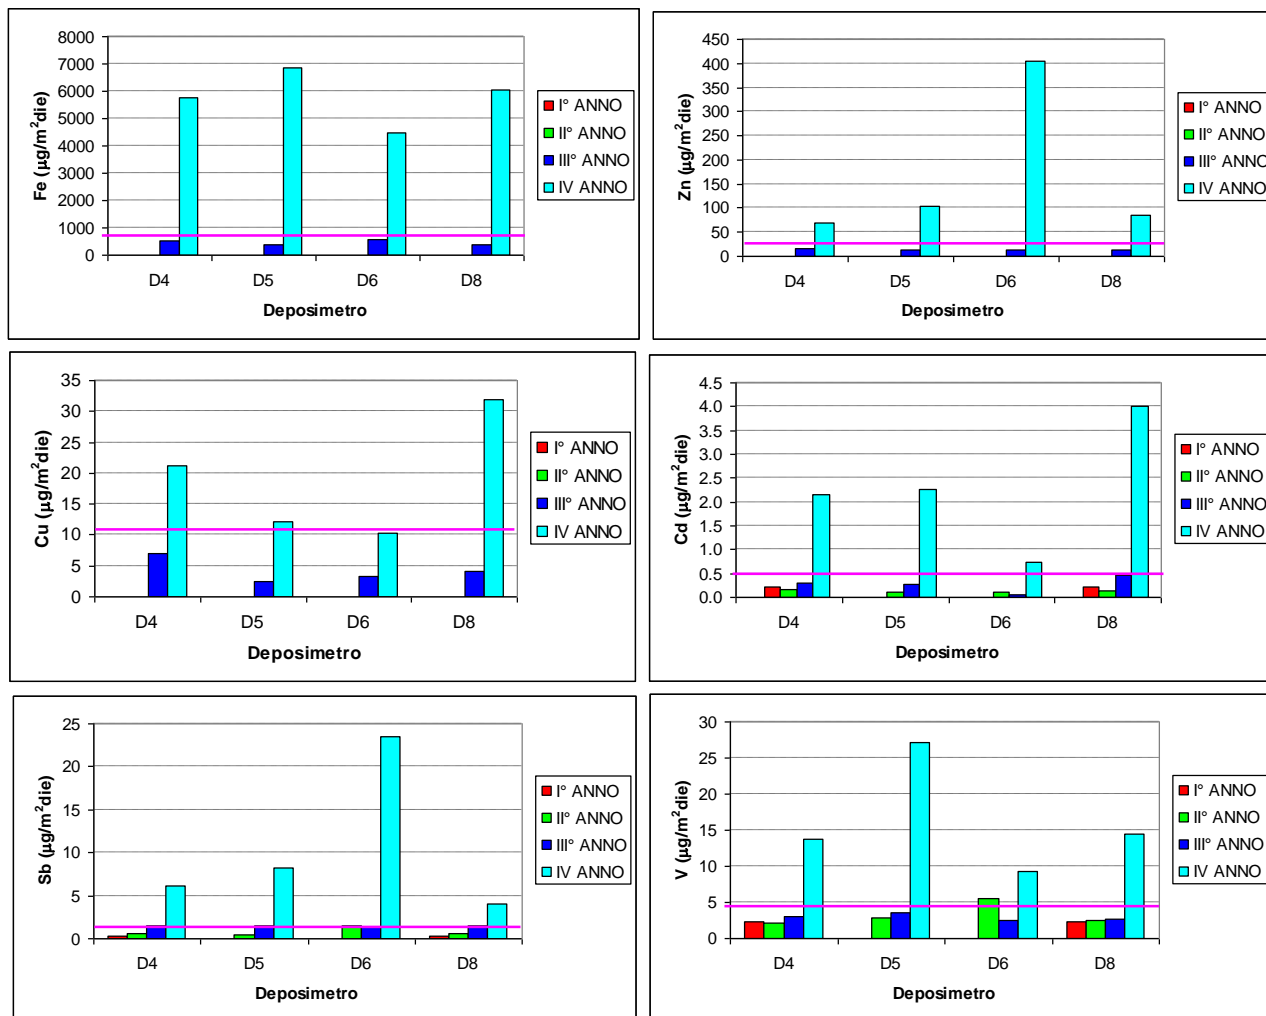 Fe (µg/m²die)
8000
7000
6000
5000
4000
3000
2000
1000
0
D4 D5 D6 D8
Deposimetro
I° ANNO
II° ANNO
III° ANNO
IV ANNO
Zn (µg/m²die)
450
400
350
300
250
200
150
100
50
0
D4 D5 D6 D8
Deposimetro
I° ANNO
II° ANNO
III° ANNO
IV ANNO
Cu (µg/m²die)
35
30
25
20
15
10
5
0
D4 D5 D6 D8
Deposimetro
I° ANNO
II° ANNO
III° ANNO
IV ANNO
Cd (µg/m²die)
4.5
4.0
3.5
3.0
2.5
2.0
1.5
1.0
0.5
0.0
D4 D5 D6 D8
Deposimetro
I° ANNO
II° ANNO
III° ANNO
IV ANNO
Sb (µg/m²die)
25
20
15
10
5
0
D4 D5 D6 D8
Deposimetro
I° ANNO
II° ANNO
III° ANNO
IV ANNO
V (µg/m²die)
30
25
20
15
10
5
0
D4 D5 D6 D8
Deposimetro
I° ANNO
II° ANNO
III° ANNO
IV ANNO